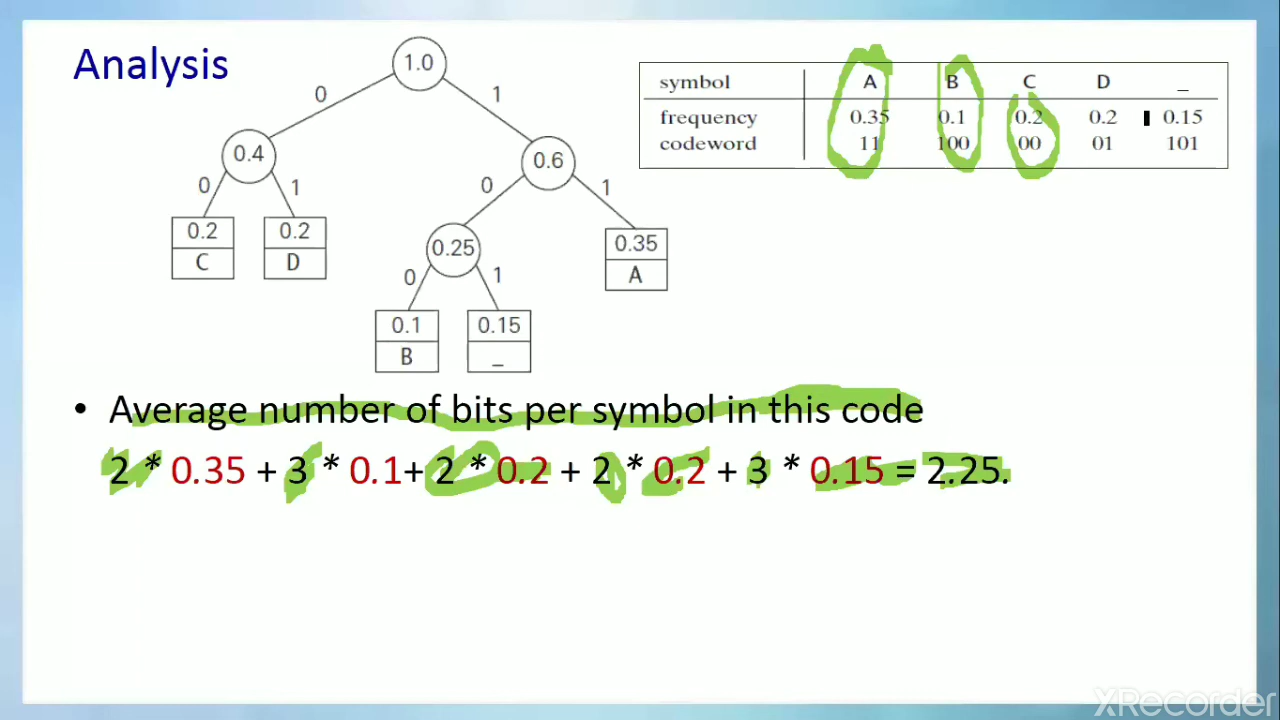 Analysis
1.0
0 1
0.4 0.6
0 1 0 1
0.2 0.2 0.25 0.35
C D A
0 1
0.1 0.15
B _
symbol A B C D _
frequency 0.35 0.1 0.2 0.2 0.15
codeword 11 100 00 01 101
• Average number of bits per symbol in this code
2 * 0.35 + 3 * 0.1+ 2 * 0.2 + 2 * 0.2 + 3 * 0.15 = 2.25.
XRecorder